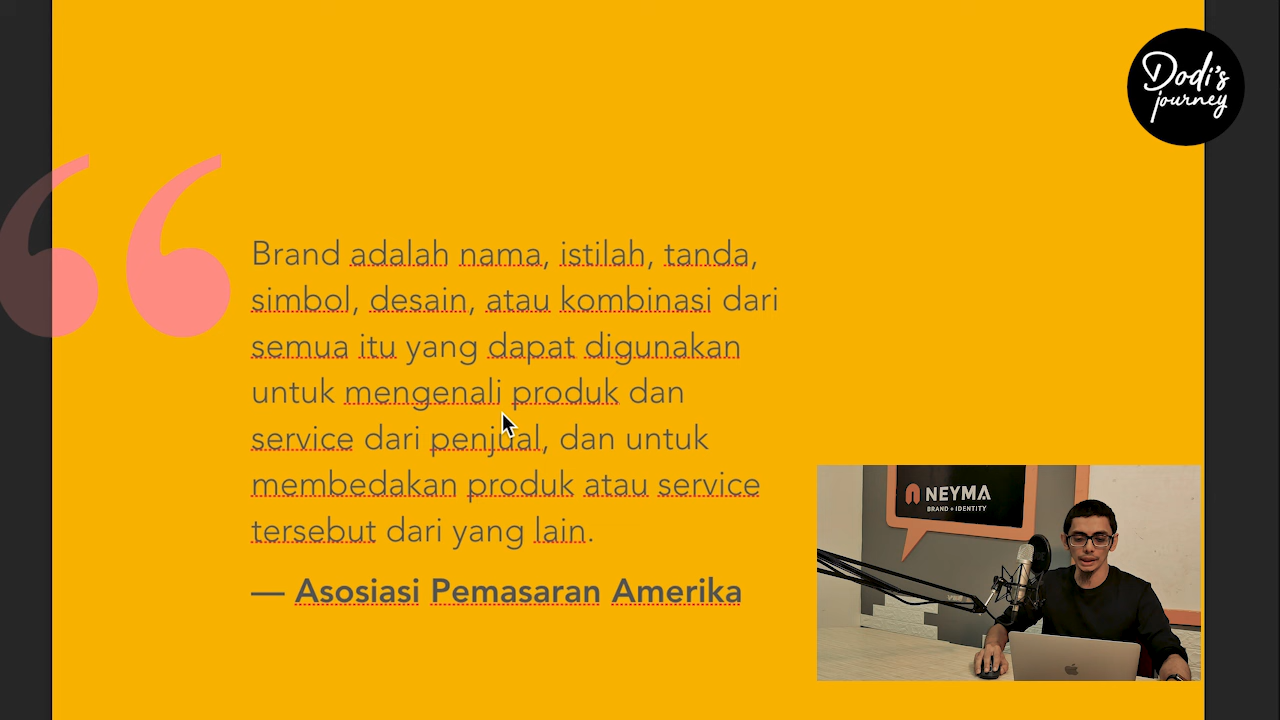 Dodi's
journey
Brand adalah nama, istilah, tanda,
simbol, desain, atau kombinasi dari
semua itu yang dapat digunakan
untuk mengenali produk dan
service dari penjual, dan untuk
membedakan produk atau service
tersebut dari yang lain.
— Asosiasi Pemasaran Amerika
NEYMA
BRAND + IDENTITY